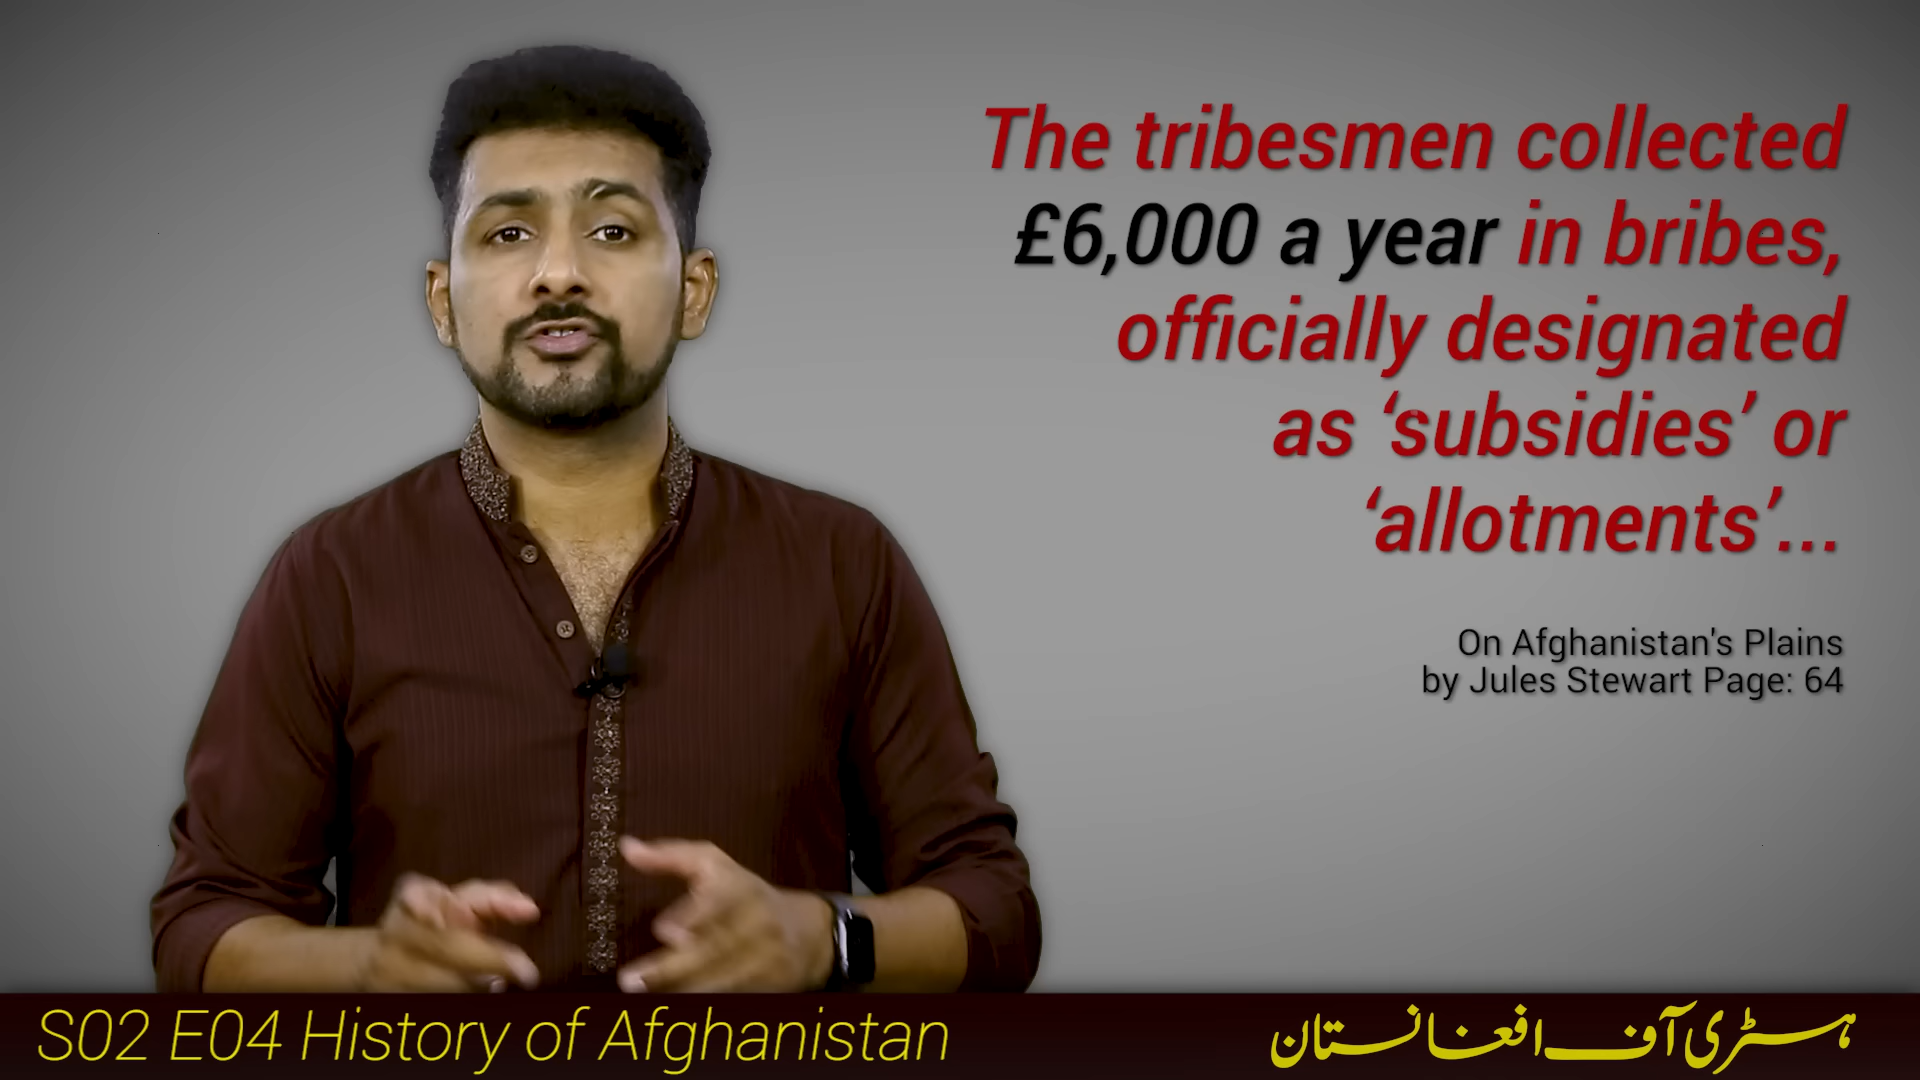 The tribesmen collected
£6,000 a year in bribes,
officially designated
as ‘subsidies’ or
‘allotments’...
On Afghanistan's Plains
by Jules Stewart Page: 64
S02 E04 History of Afghanistan
ہسٹری آف افغانستان